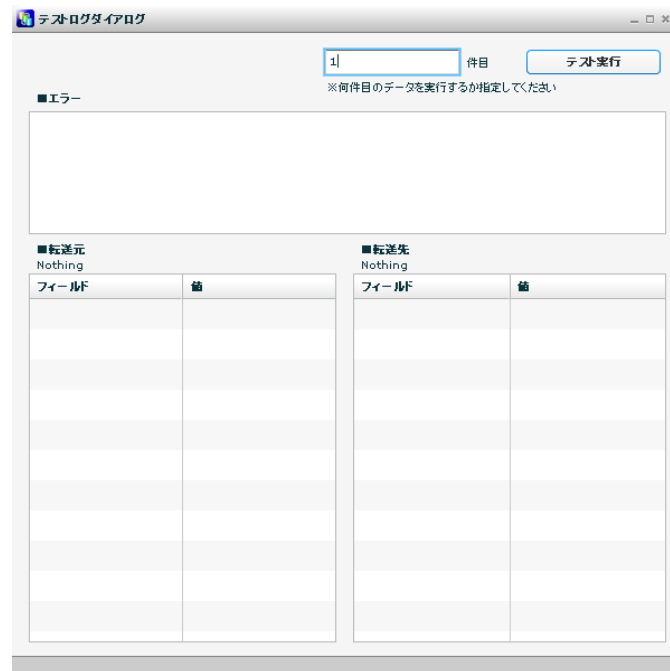 テストログダイアログ
1 件目 テスト実行
※何件目のデータを実行するか指定してください
■エラー
■転送元
Nothing
フィールド 値
■転送先
Nothing
フィールド 値